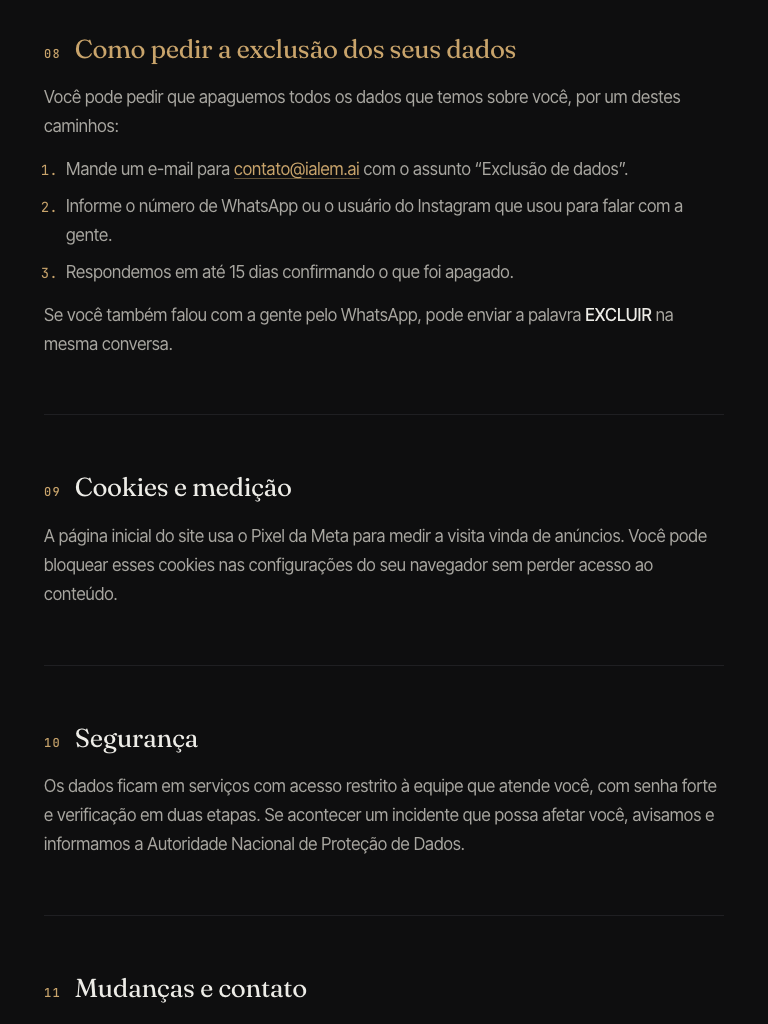 08 Como pedir a exclusão dos seus dados
Você pode pedir que apaguemos todos os dados que temos sobre você, por um destes
caminhos:
1. Mande um e-mail para contato@ialem.ai com o assunto “Exclusão de dados”.
2. Informe o número de WhatsApp ou o usuário do Instagram que usou para falar com a
gente.
3. Respondemos em até 15 dias confirmando o que foi apagado.
Se você também falou com a gente pelo WhatsApp, pode enviar a palavra EXCLUIR na
mesma conversa.
09 Cookies e medição
A página inicial do site usa o Pixel da Meta para medir a visita vinda de anúncios. Você pode
bloquear esses cookies nas configurações do seu navegador sem perder acesso ao
conteúdo.
10 Segurança
Os dados ficam em serviços com acesso restrito à equipe que atende você, com senha forte
e verificação em duas etapas. Se acontecer um incidente que possa afetar você, avisamos e
informamos a Autoridade Nacional de Proteção de Dados.
11 Mudanças e contato